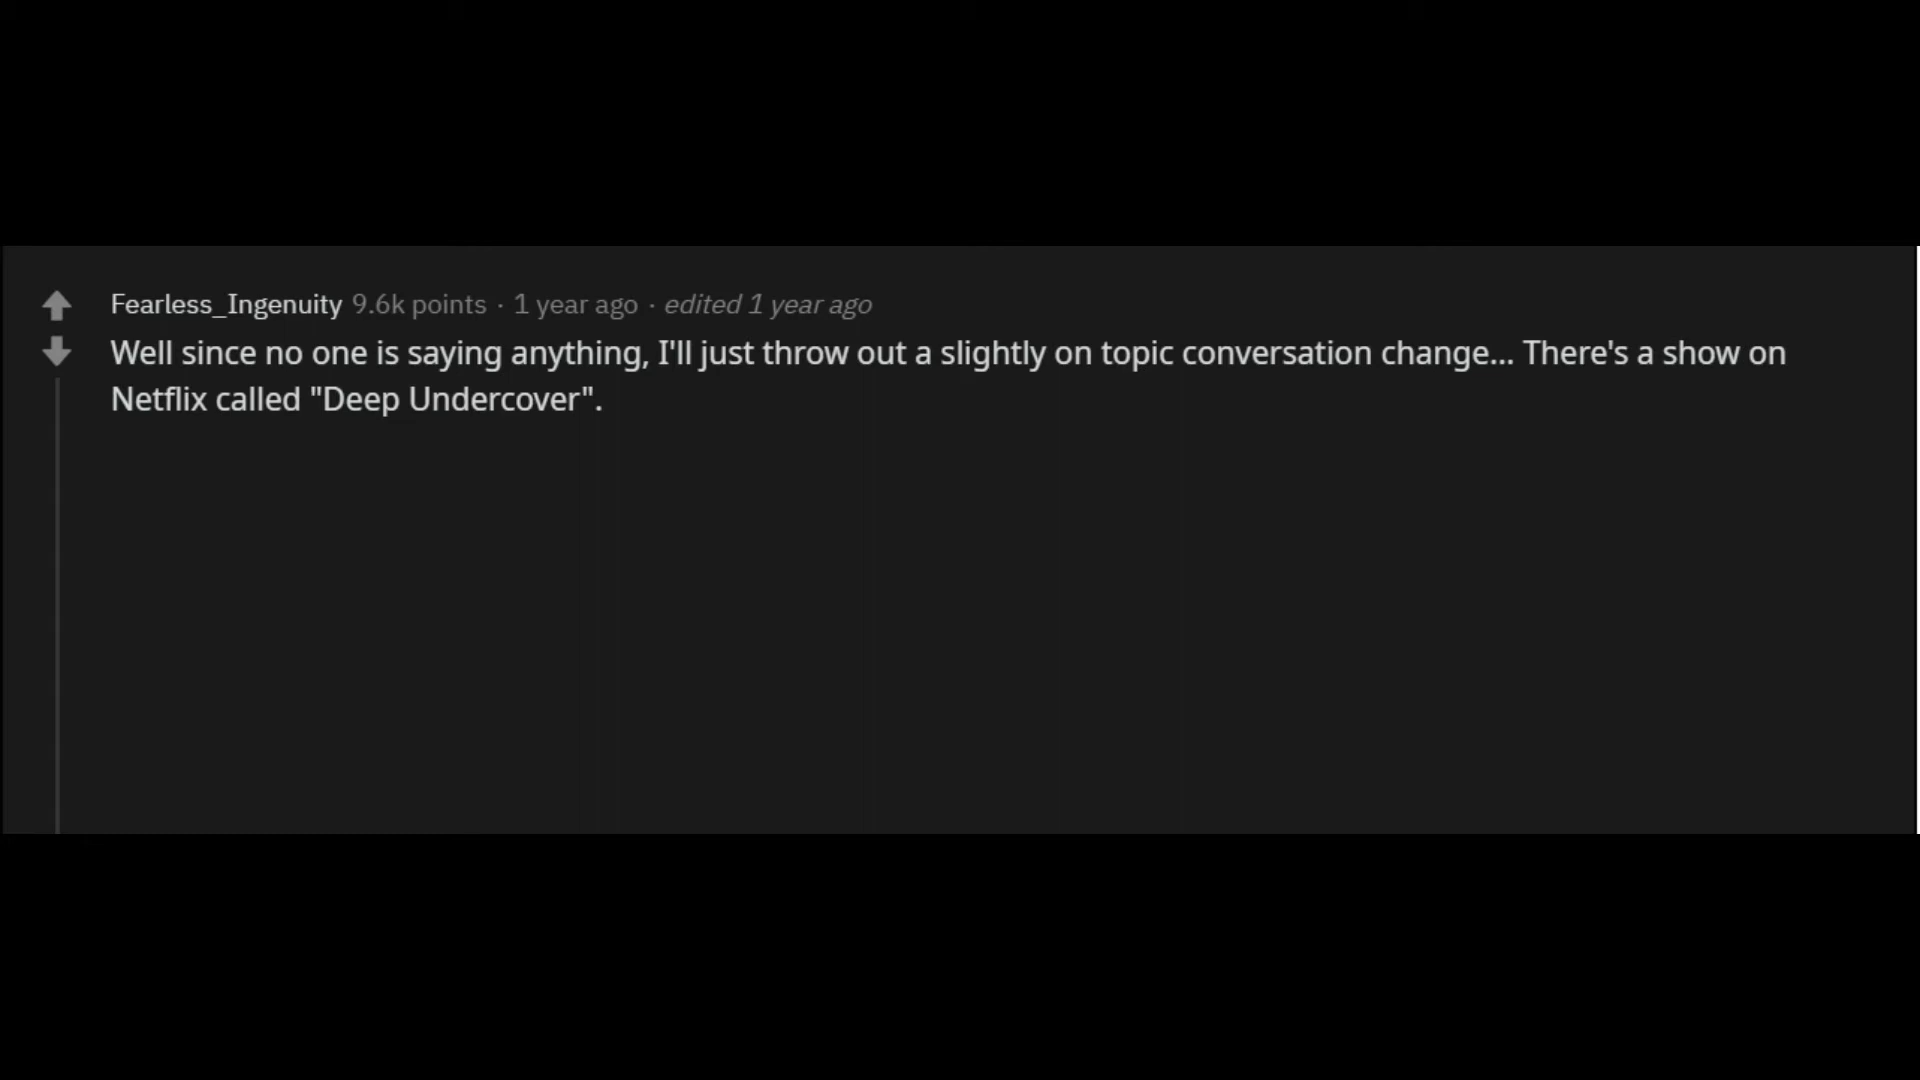 Fearless_Ingenuity 9.6k points · 1 year ago · edited 1 year ago
Well since no one is saying anything, I'll just throw out a slightly on topic conversation change... There's a show on
Netflix called "Deep Undercover".